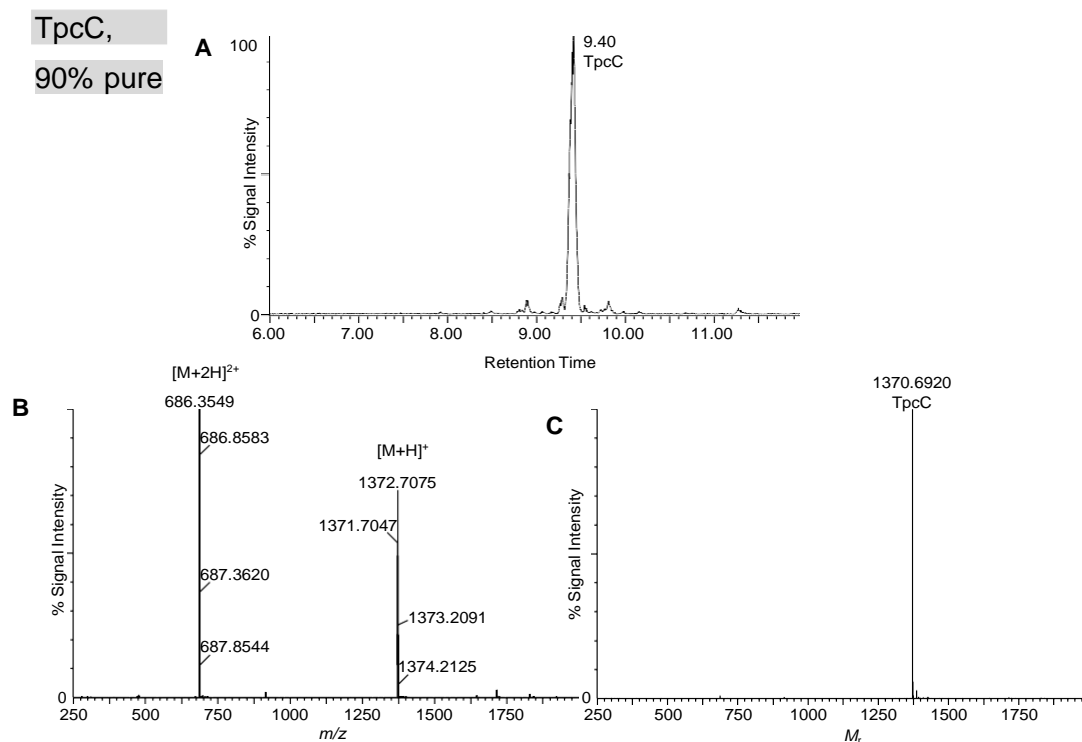 TpcC,
90% pure
A
100
9.40
TpcC
% Signal Intensity
0
6.00 7.00 8.00 9.00 10.00 11.00
Retention Time
B
[M+2H]²⁺
686.3549
686.8583
687.3620
687.8544
[M+H]⁺
1372.7075
1371.7047
1373.2091
1374.2125
% Signal Intensity
0
250 500 750 1000 1250 1500 1750
m/z
C
1370.6920
TpcC
% Signal Intensity
0
250 500 750 1000 1250 1500 1750
Mr